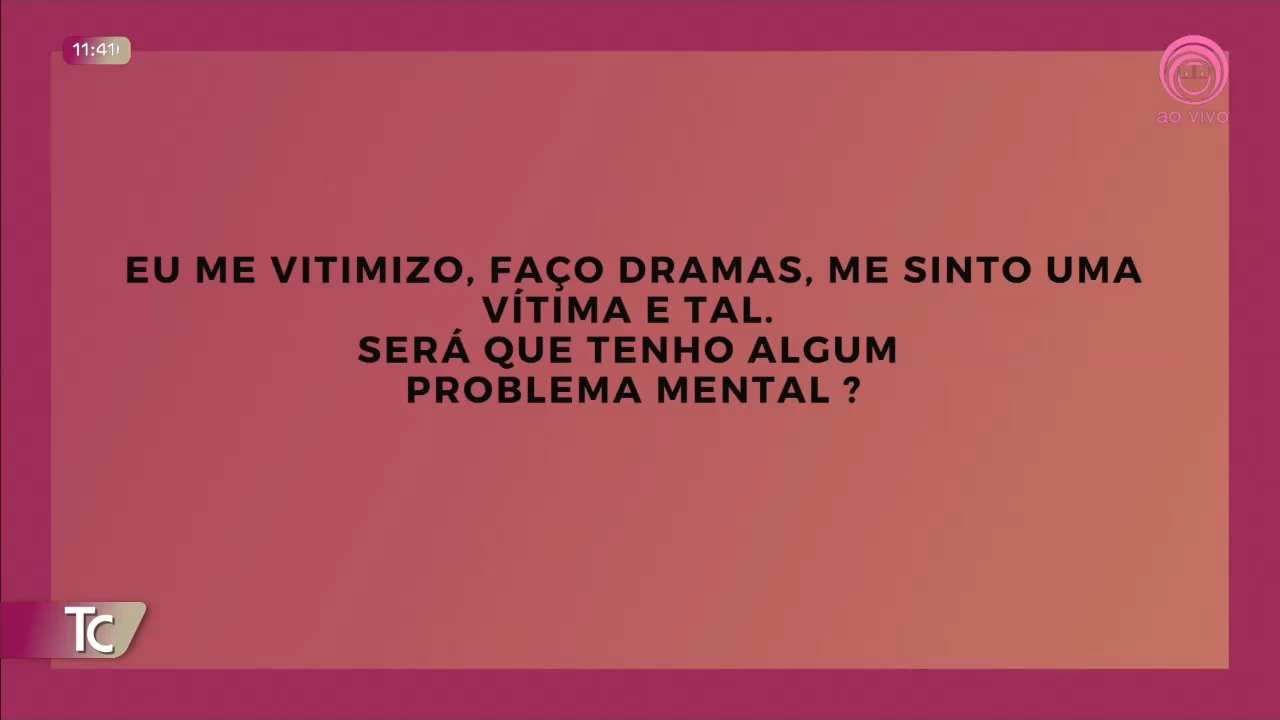 11:41
ao vivo
EU ME VITIMIZO, FAÇO DRAMAS, ME SINTO UMA
VÍTIMA E TAL.
SERÁ QUE TENHO ALGUM
PROBLEMA MENTAL ?
TC